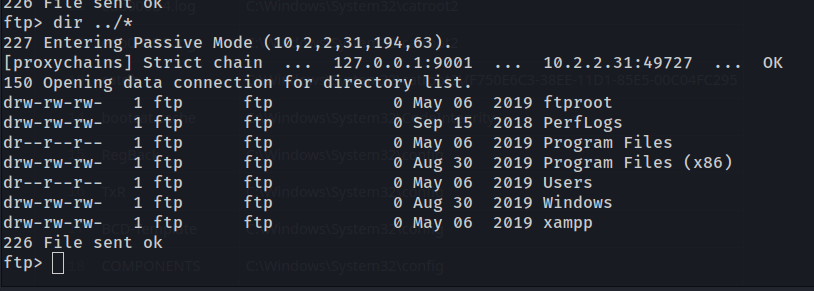 226 File sent ok
ftp> dir ../*
227 Entering Passive Mode (10,2,2,31,194,63).
[proxychains] Strict chain  ...  127.0.0.1:9001  ...  10.2.2.31:49727  ...  OK
150 Opening data connection for directory list.
drw-rw-rw-   1 ftp      ftp            0 May 06  2019 ftproot
drw-rw-rw-   1 ftp      ftp            0 Sep 15  2018 PerfLogs
dr--r--r--   1 ftp      ftp            0 May 06  2019 Program Files
drw-rw-rw-   1 ftp      ftp            0 Aug 30  2019 Program Files (x86)
dr--r--r--   1 ftp      ftp            0 May 06  2019 Users
drw-rw-rw-   1 ftp      ftp            0 Aug 30  2019 Windows
drw-rw-rw-   1 ftp      ftp            0 May 06  2019 xampp
226 File sent ok
ftp>
COMPONENTS C:\Windows\System32\config